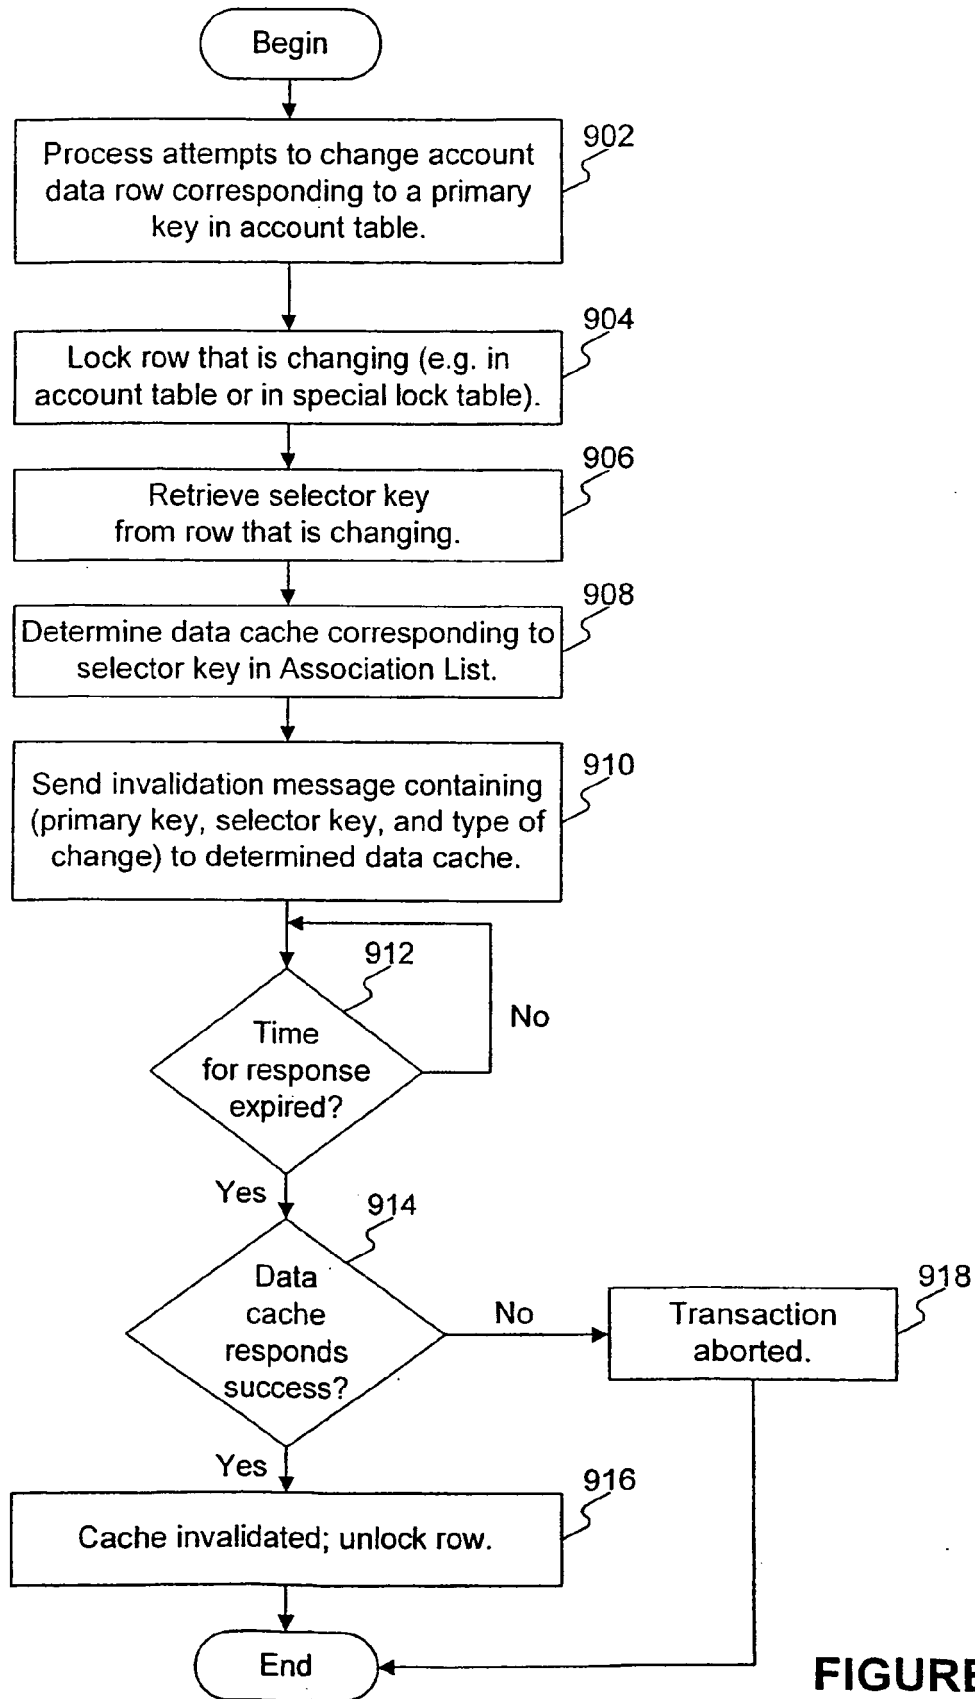 Begin
902
Process attempts to change account
data row corresponding to a primary
key in account table.
904
Lock row that is changing (e.g. in
account table or in special lock table).
906
Retrieve selector key
from row that is changing.
908
Determine data cache corresponding to
selector key in Association List.
910
Send invalidation message containing
(primary key, selector key, and type of
change) to determined data cache.
912
Time
for response
expired?
No
Yes
914
Data
cache
responds
success?
No
918
Transaction
aborted.
Yes
916
Cache invalidated; unlock row.
End
FIGURE